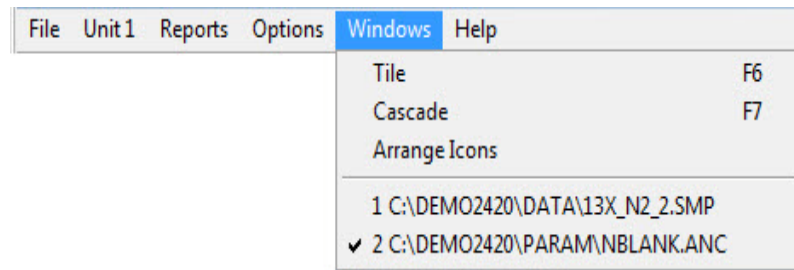 File Unit 1 Reports Options Windows Help
Tile F6
Cascade F7
Arrange Icons
1 C:\DEMO2420\DATA\13X_N2_2.SMP
✔ 2 C:\DEMO2420\PARAM\NBLANK.ANC